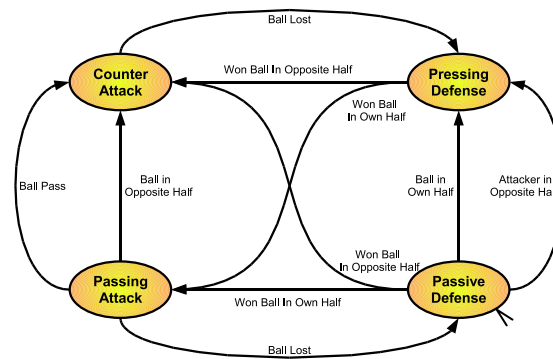 Ball Lost
Counter
Attack
Won Ball In Opposite Half
Pressing
Defense
Won Ball
In Own Half
Ball Pass
Ball in
Opposite Half
Ball in
Own Half
Attacker in
Opposite Ha
Won Ball
In Opposite Half
Passing
Attack
Won Ball In Own Half
Passive
Defense
Ball Lost